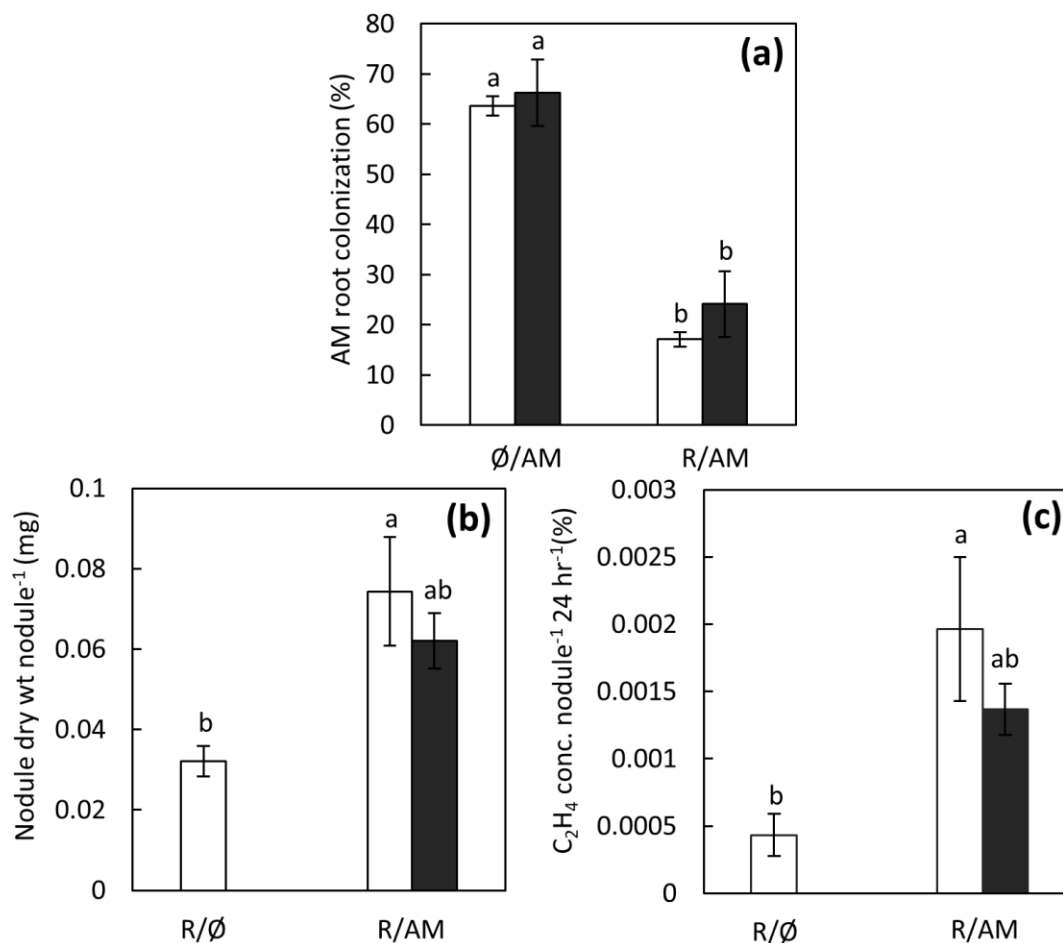 (a)
AM root colonization (%)
80
70
60
50
40
30
20
10
0
a
a
b
b
Ø/AM
R/AM
(b)
Nodule dry wt nodule⁻¹ (mg)
0.1
0.08
0.06
0.04
0.02
0
b
a
ab
R/Ø
R/AM
(c)
C₂H₄ conc. nodule⁻¹ 24 hr⁻¹(%)
0.003
0.0025
0.002
0.0015
0.001
0.0005
0
b
a
ab
R/Ø
R/AM